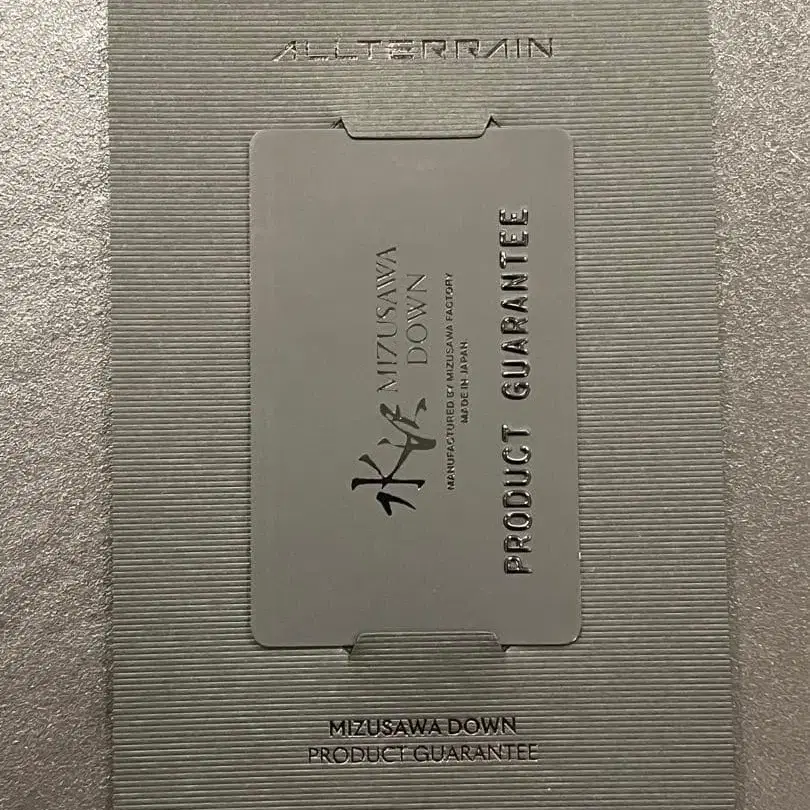 ALLTERRAIN
水沢
MIZUSAWA
DOWN
MANUFACTURED BY MIZUSAWA FACTORY
MADE IN JAPAN
PRODUCT GUARANTEE
MIZUSAWA DOWN
PRODUCT GUARANTEE